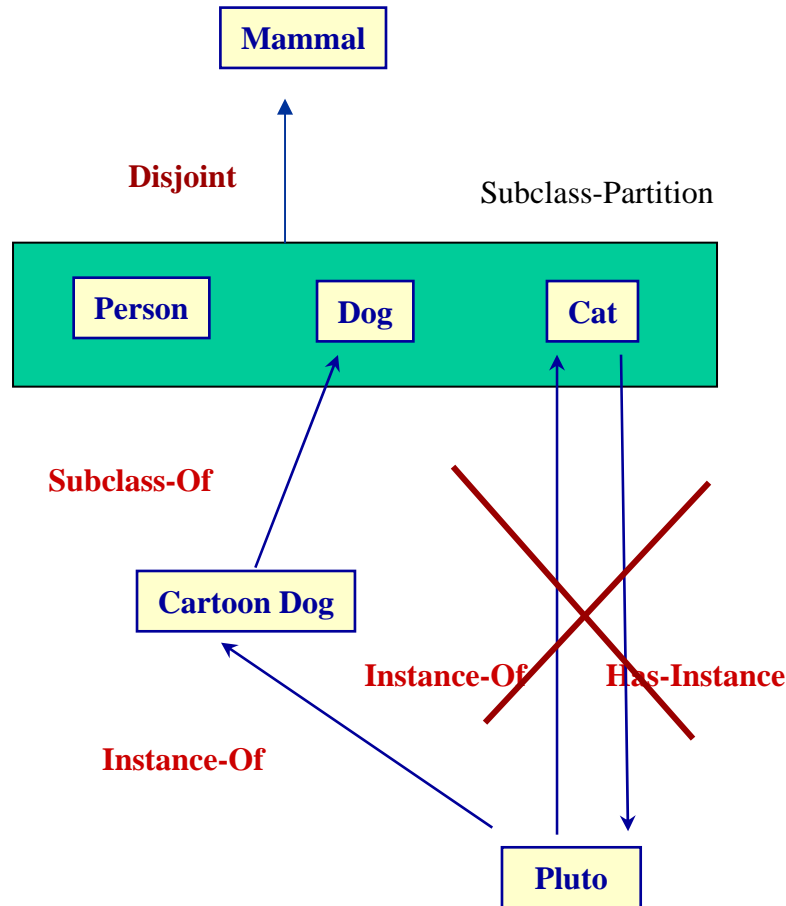 Mammal
Disjoint
Subclass-Partition
Person
Dog
Cat
Subclass-Of
Cartoon Dog
Instance-Of
Has-Instance
Instance-Of
Pluto